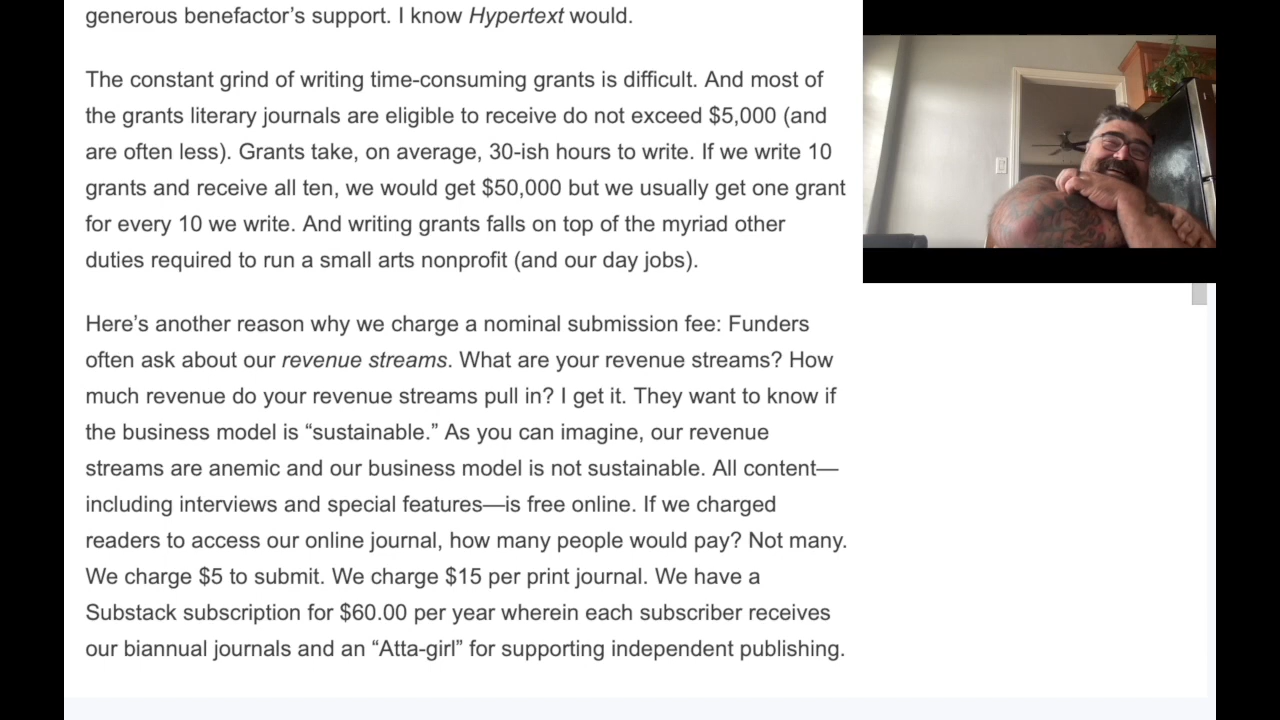 generous benefactor’s support. I know Hypertext would.
The constant grind of writing time-consuming grants is difficult. And most of
the grants literary journals are eligible to receive do not exceed $5,000 (and
are often less). Grants take, on average, 30-ish hours to write. If we write 10
grants and receive all ten, we would get $50,000 but we usually get one grant
for every 10 we write. And writing grants falls on top of the myriad other
duties required to run a small arts nonprofit (and our day jobs).
Here’s another reason why we charge a nominal submission fee: Funders
often ask about our revenue streams. What are your revenue streams? How
much revenue do your revenue streams pull in? I get it. They want to know if
the business model is “sustainable.” As you can imagine, our revenue
streams are anemic and our business model is not sustainable. All content—
including interviews and special features—is free online. If we charged
readers to access our online journal, how many people would pay? Not many.
We charge $5 to submit. We charge $15 per print journal. We have a
Substack subscription for $60.00 per year wherein each subscriber receives
our biannual journals and an “Atta-girl” for supporting independent publishing.